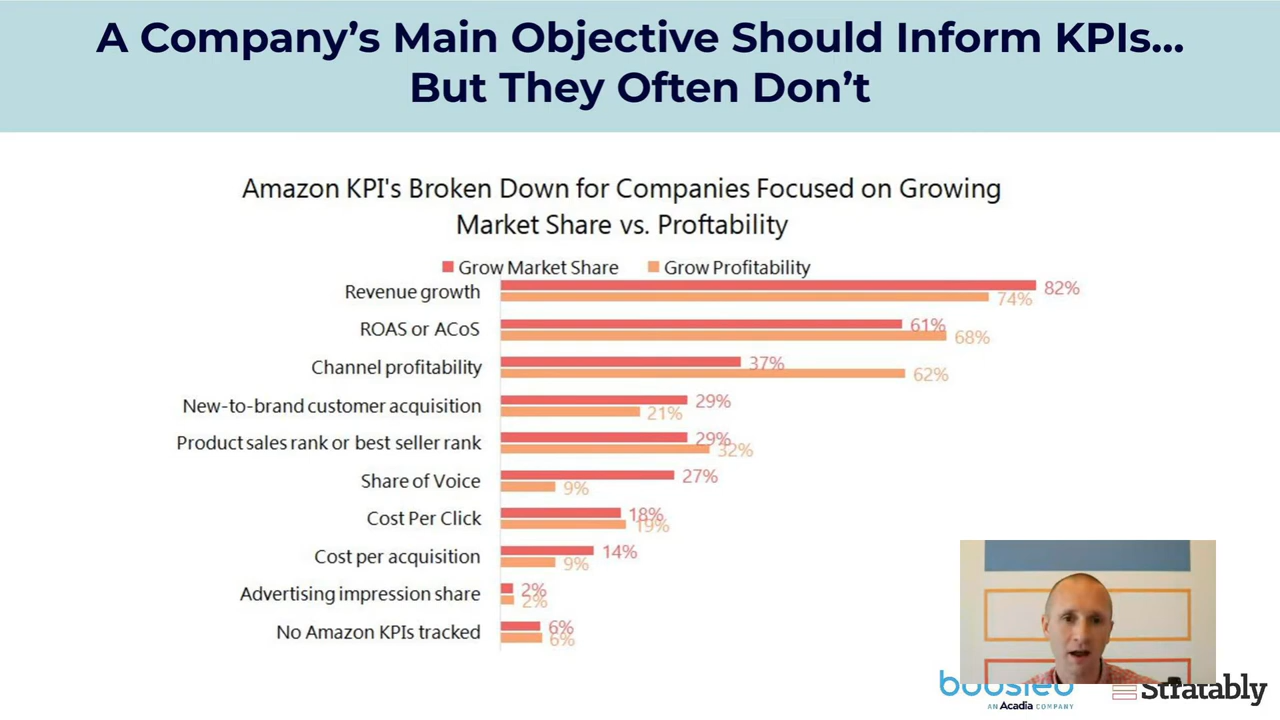 A Company’s Main Objective Should Inform KPIs...
But They Often Don’t
Amazon KPI's Broken Down for Companies Focused on Growing
Market Share vs. Proftability
Grow Market Share Grow Profitability
Revenue growth 82% 74%
ROAS or ACoS 61% 68%
Channel profitability 37% 62%
New-to-brand customer acquisition 29% 21%
Product sales rank or best seller rank 29% 32%
Share of Voice 27% 9%
Cost Per Click 18% 19%
Cost per acquisition 14% 9%
Advertising impression share 2% 2%
No Amazon KPIs tracked 6% 6%
Stratably
AN Acadia COMPANY